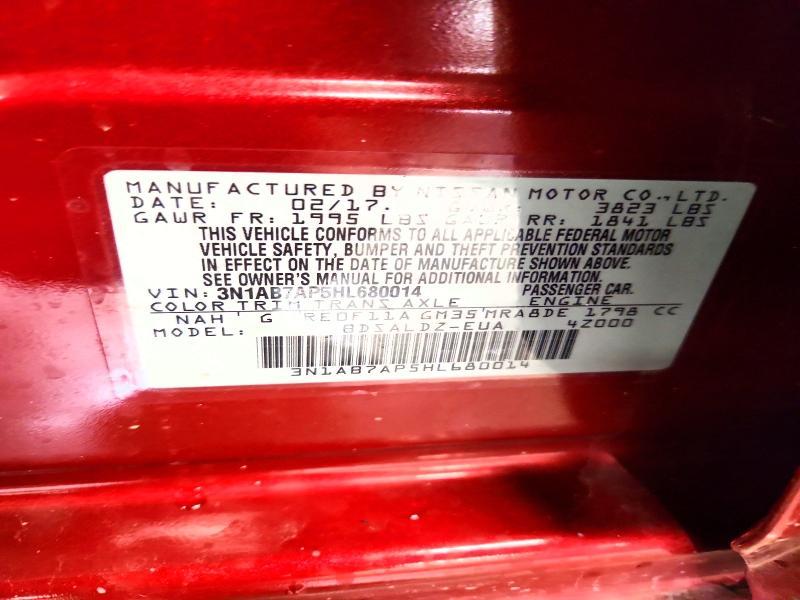 MANUFACTURED BY NISSAN MOTOR CO., LTD.
DATE: 02/17. 3823 LBS
GAWR FR: 1995 LBS GAWR RR: 1841 LBS
THIS VEHICLE CONFORMS TO ALL APPLICABLE FEDERAL MOTOR
VEHICLE SAFETY, BUMPER AND THEFT PREVENTION STANDARDS
IN EFFECT ON THE DATE OF MANUFACTURE SHOWN ABOVE.
SEE OWNER'S MANUAL FOR ADDITIONAL INFORMATION.
VIN: 3N1AB7AP5HL680014 PASSENGER CAR.
COLOR TRIM TRANS AXLE ENGINE
NAH' G RE0F11A GM35'MRA8DE 1798 CC
MODEL: BDSALDZ-EUA 4Z000
3N1AB7AP5HL680014